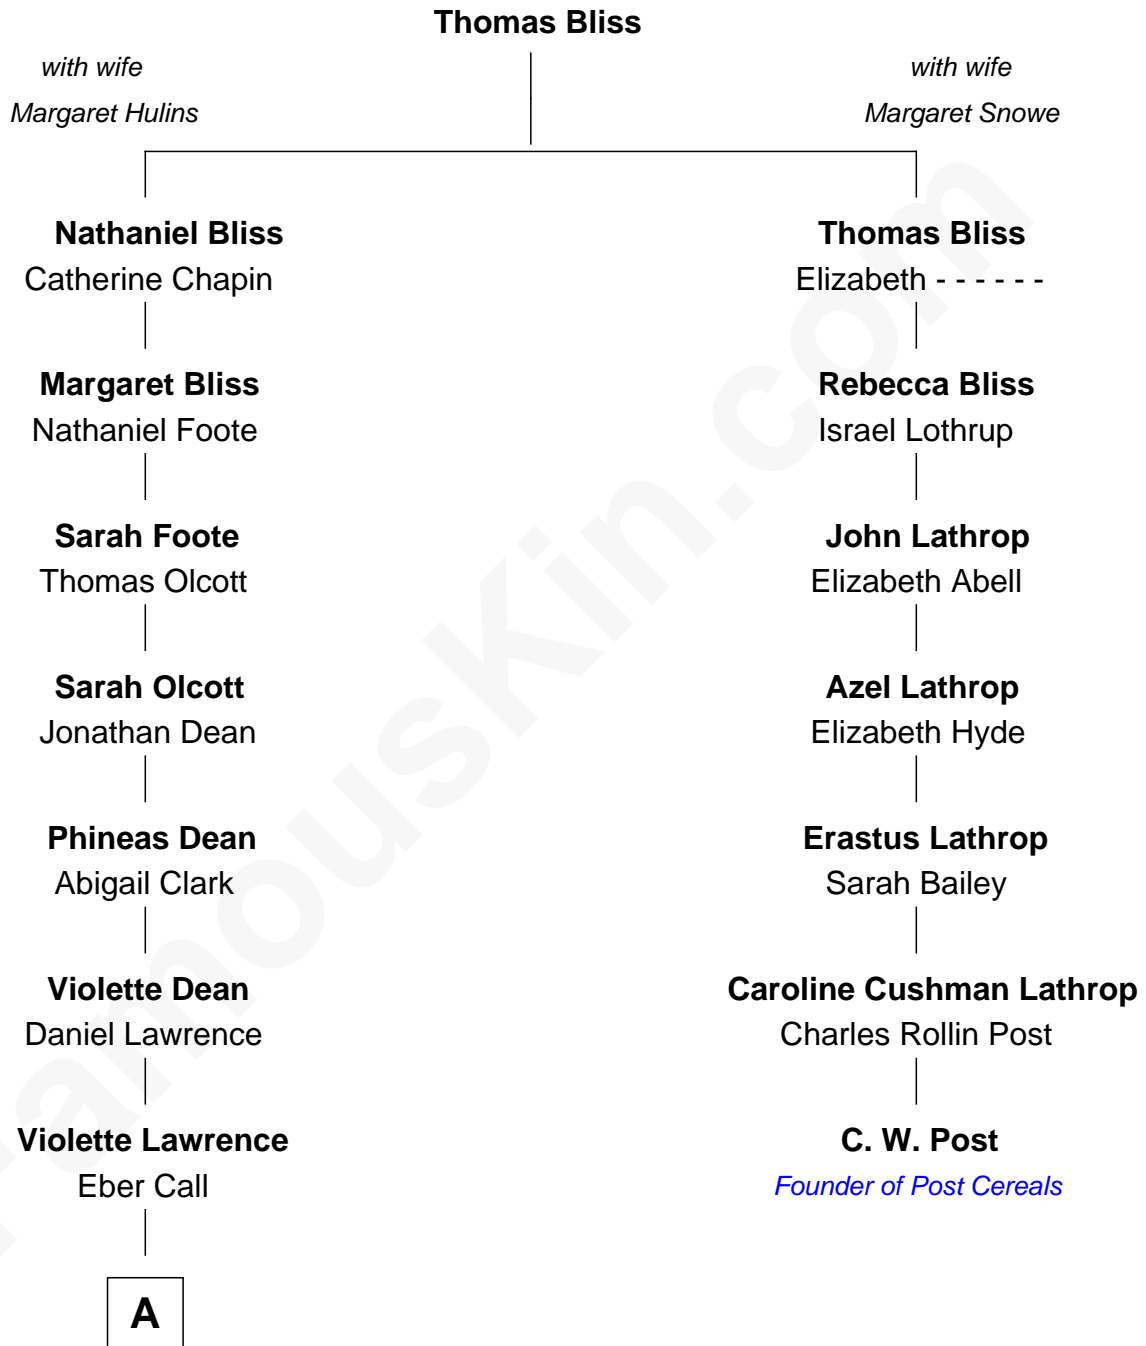 Thomas Bliss
with wife
Margaret Hulins
with wife
Margaret Snowe
Nathaniel Bliss
Catherine Chapin
Thomas Bliss
Elizabeth - - - - - -
Margaret Bliss
Nathaniel Foote
Rebecca Bliss
Israel Lothrup
Sarah Foote
Thomas Olcott
John Lathrop
Elizabeth Abell
Sarah Olcott
Jonathan Dean
Azel Lathrop
Elizabeth Hyde
Phineas Dean
Abigail Clark
Erastus Lathrop
Sarah Bailey
Violette Dean
Daniel Lawrence
Caroline Cushman Lathrop
Charles Rollin Post
Violette Lawrence
Eber Call
C. W. Post
Founder of Post Cereals
A
FamousKin.com